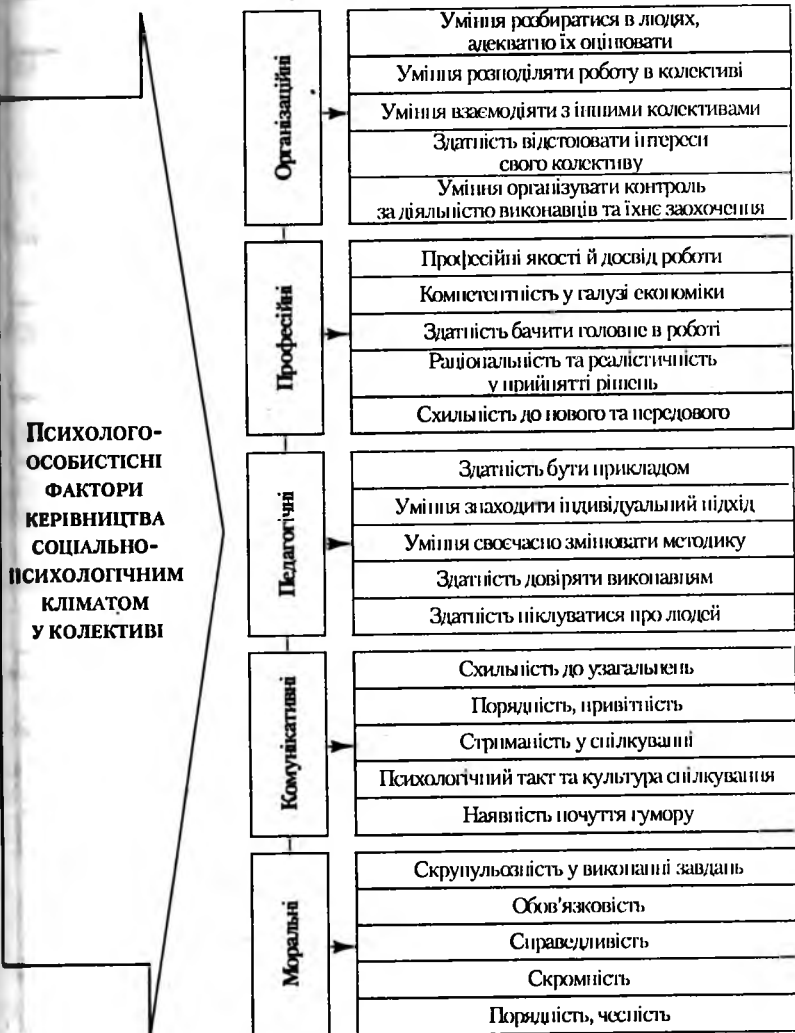 ПСИХОЛОГО-
ОСОБИСТІСНІ
ФАКТОРИ
КЕРІВНИЦТВА
СОЦІАЛЬНО-
ПСИХОЛОГІЧНИМ
КЛІМАТОМ
У КОЛЕКТИВІ
Організаційні
Уміння розбиратися в людях,
адекватно їх оцінювати
Уміння розподіляти роботу в колективі
Уміння взаємодіяти з іншими колективами
Здатність відстоювати інтереси
свого колективу
Уміння організувати контроль
за діяльністю виконавців та їхнє заохочення
Професійні
Професійні якості й досвід роботи
Компетентність у галузі економіки
Здатність бачити головне в роботі
Раціональність та реалістичність
у прийнятті рішень
Схильність до нового та передового
Педагогічні
Здатність бути прикладом
Уміння знаходити індивідуальний підхід
Уміння своєчасно змінювати методику
Здатність довіряти виконавцям
Здатність піклуватися про людей
Комунікативні
Схильність до узагальнень
Порядність, привітність
Стриманість у спілкуванні
Психологічний такт та культура спілкування
Наявність почуття гумору
Моральні
Скрупульозність у виконанні завдань
Обов'язковість
Справедливість
Скромність
Порядність, чесність